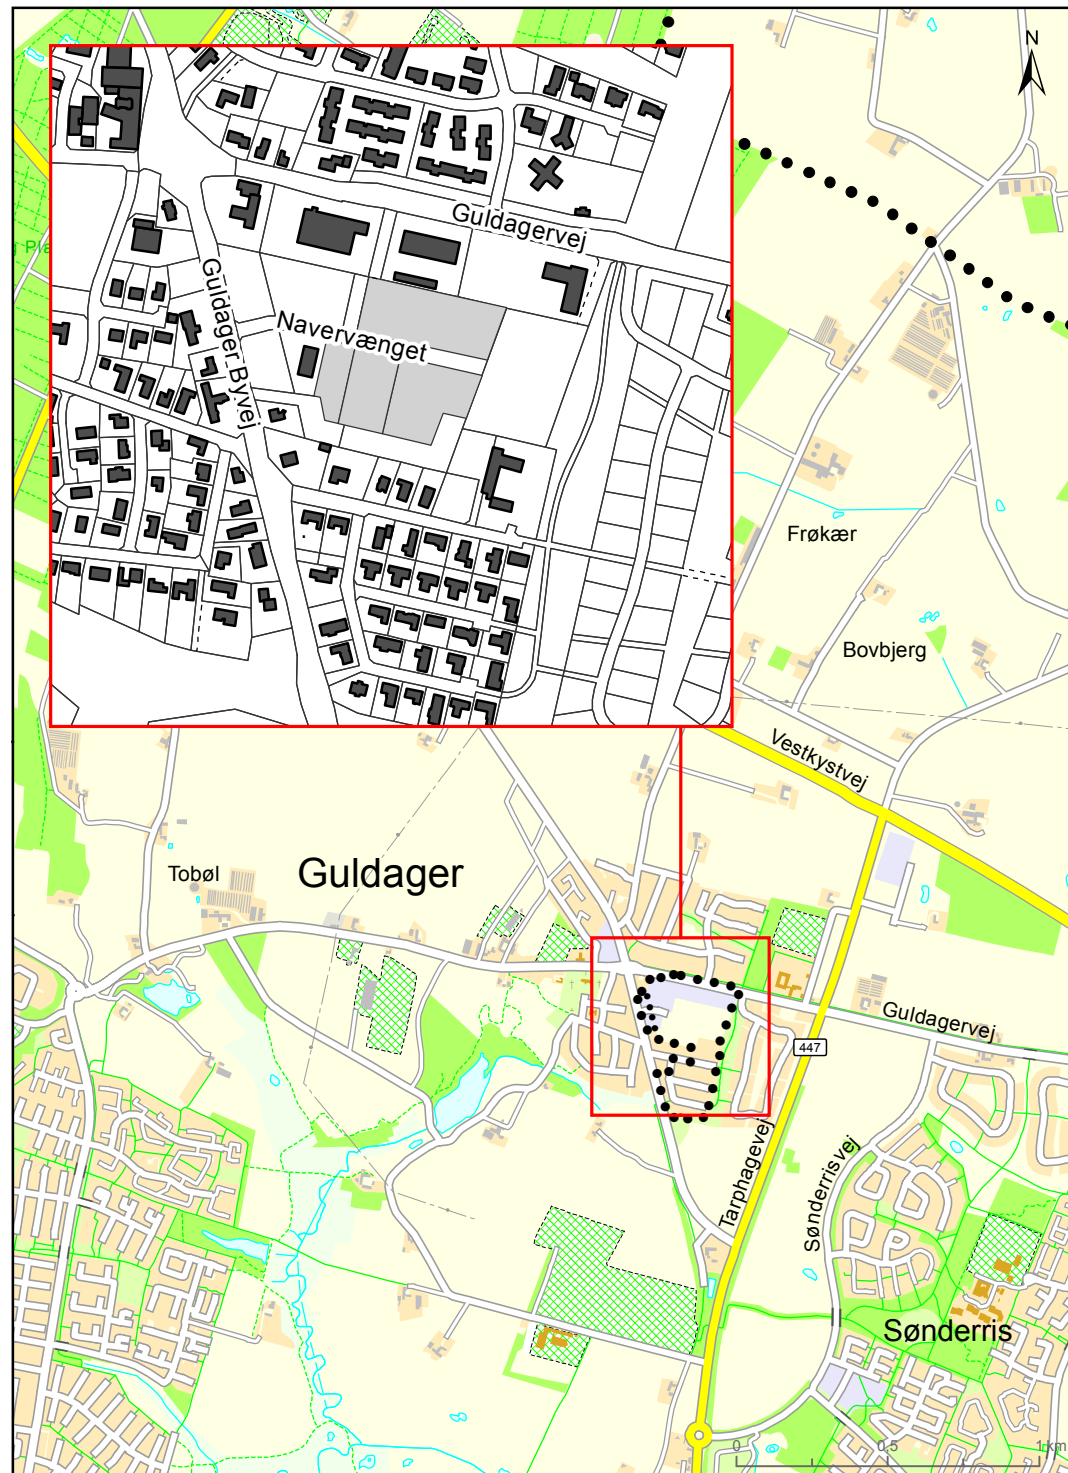 N
Guldagervej
Guldager Byvej
Navervænget
Frøkær
Bovbjerg
Vestkystvej
Tobøl
Guldager
Guldagervej
447
Tarphagevej
Sønderrisvej
Sønderris
0 0,5 1 km